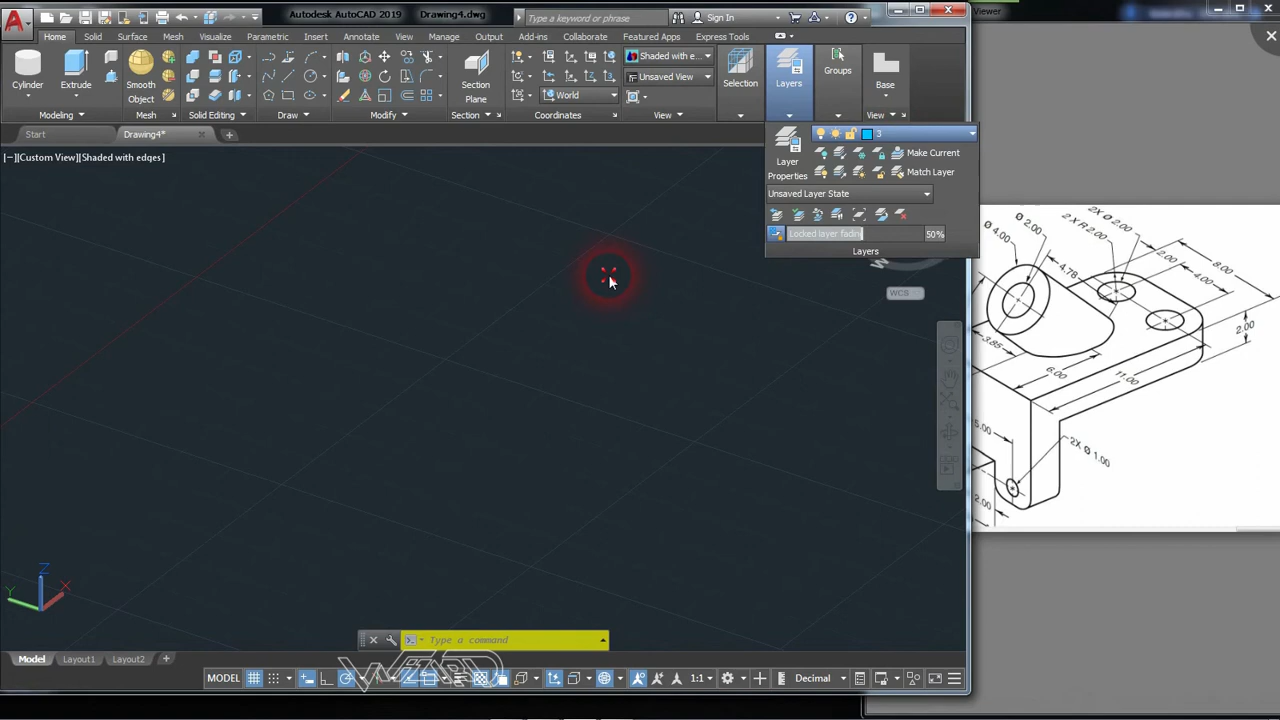 Autodesk AutoCAD 2019 Drawing4.dwg
Type a keyword or phrase
Sign In
Viewer
Home Solid Surface Mesh Visualize Parametric Insert Annotate View Manage Output Add-ins Collaborate Featured Apps Express Tools
Cylinder
Extrude
Smooth
Object
Section
Plane
World
Shaded with e
Unsaved View
Selection
Layers
Groups
Base
Modeling
Mesh
Solid Editing
Draw
Modify
Section
Coordinates
View
View
Start
Drawing4*
[−][Custom View][Shaded with edges]
3
Layer
Properties
Make Current
Match Layer
Unsaved Layer State
Locked layer fadin
50%
Layers
W
WCS
Ø 4.00
Ø 2.00
2X R 2.00
2X Ø 2.00
4.78
2.00
4.00
8.00
2.00
3.85
6.00
11.00
5.00
2X Ø 1.00
2.00
Z
Y
X
Type a command
Model Layout1 Layout2
WIZARD
MODEL
1:1
Decimal